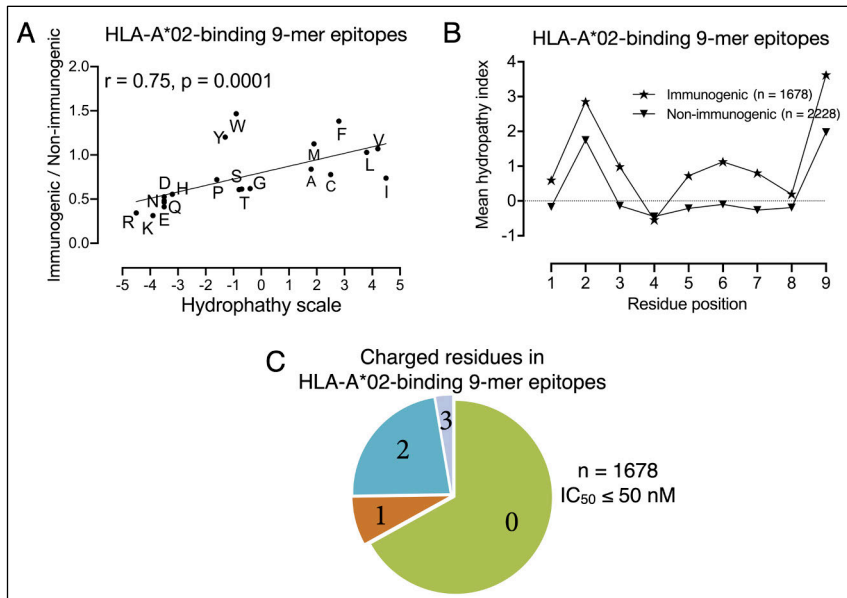 A
HLA-A*02-binding 9-mer epitopes
r = 0.75, p = 0.0001
Immunogenic / Non-immunogenic
2.0
1.5
1.0
0.5
0.0
R
K
N
D
E
Q
H
P
Y
W
S
T
G
A
M
C
F
L
V
I
-5 -4 -3 -2 -1 0 1 2 3 4 5
Hydrophathy scale
B
HLA-A*02-binding 9-mer epitopes
Mean hydropathy index
4
3
2
1
0
-1
Immunogenic (n = 1678)
Non-immunogenic (n = 2228)
1 2 3 4 5 6 7 8 9
Residue position
C
Charged residues in
HLA-A*02-binding 9-mer epitopes
3
2
1
0
n = 1678
IC50 ≤ 50 nM